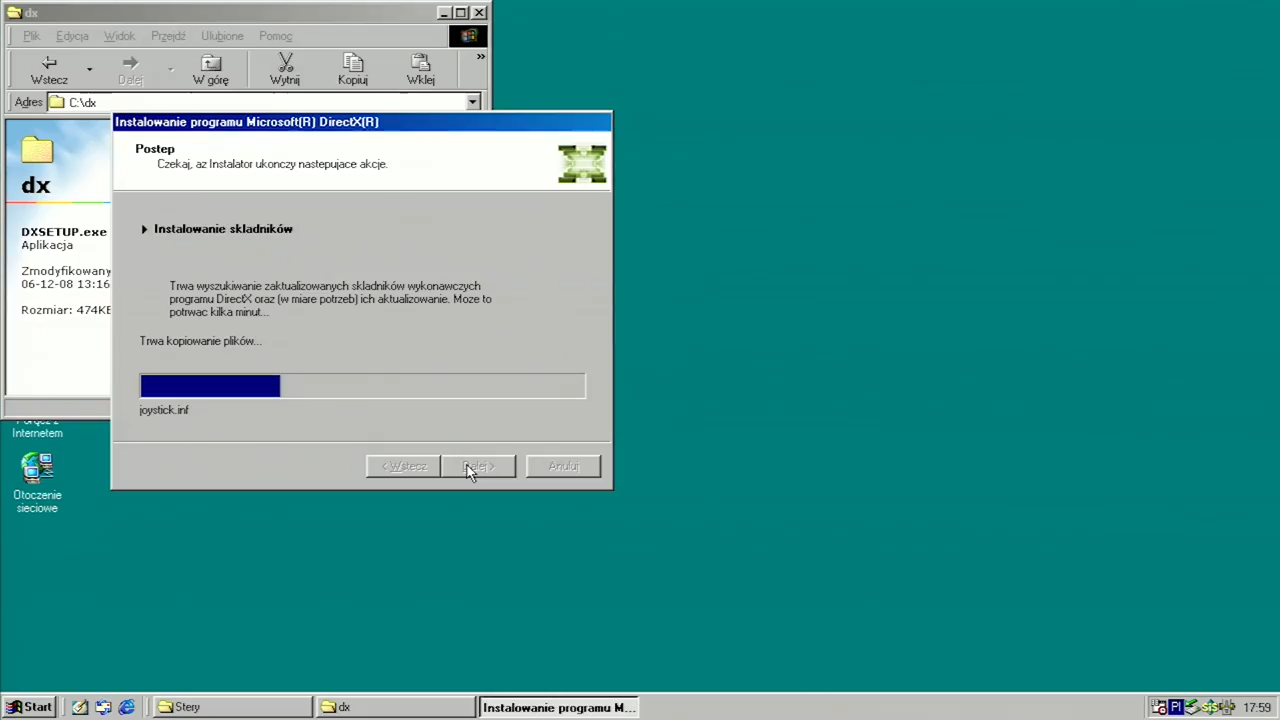 dx
Plik Edycja Widok Przejdź Ulubione Pomoc
Wstecz Dalej W górę Wytnij Kopiuj Wklej »
Adres C:\dx
Instalowanie programu Microsoft(R) DirectX(R)
Postep
Czekaj, az Instalator ukonczy nastepujace akcje.
dx
DXSETUP.exe
Aplikacja
Zmodyfikowany
06-12-08 13:16
Rozmiar: 474KB
Instalowanie skladników
Trwa wyszukiwanie zaktualizowanych skladników wykonawczych
programu DirectX oraz (w miare potrzeb) ich aktualizowanie. Moze to
potrwac kilka minut...
Trwa kopiowanie plików...
joystick.inf
< Wstecz Dalej > Anuluj
Internetem
Otoczenie
sieciowe
Start Stery dx Instalowanie programu M... Pl 17:59